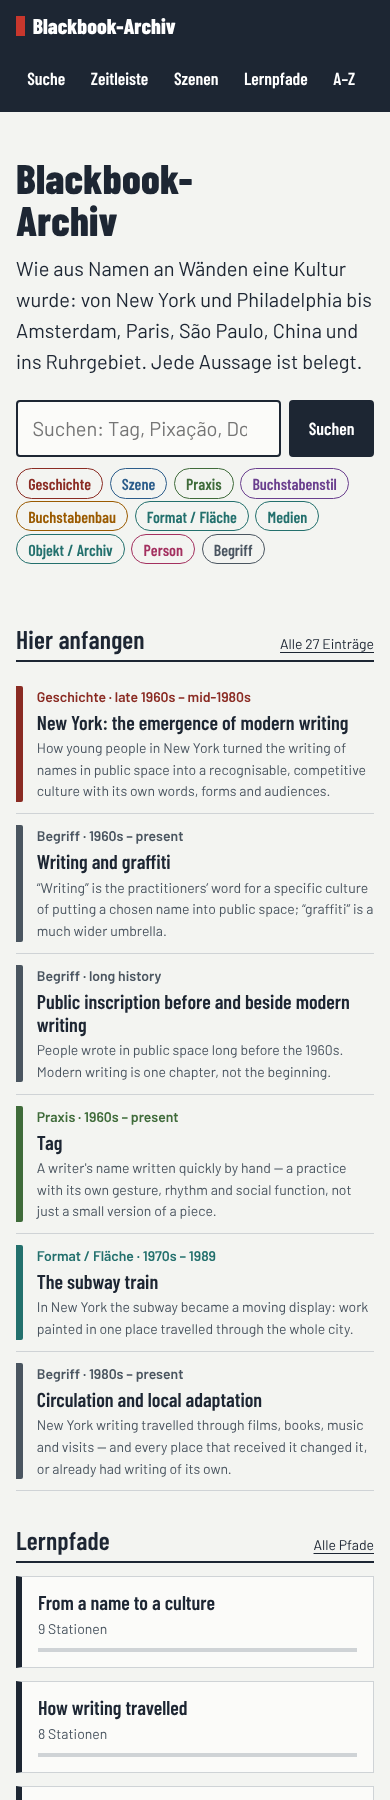 Blackbook-Archiv
Suche Zeitleiste Szenen Lernpfade A–Z
Blackbook-
Archiv
Wie aus Namen an Wänden eine Kultur
wurde: von New York und Philadelphia bis
Amsterdam, Paris, São Paulo, China und
ins Ruhrgebiet. Jede Aussage ist belegt.
Suchen: Tag, Pixação, Do Suchen
Geschichte Szene Praxis Buchstabenstil
Buchstabenbau Format / Fläche Medien
Objekt / Archiv Person Begriff
Hier anfangen Alle 27 Einträge
Geschichte · late 1960s – mid-1980s
New York: the emergence of modern writing
How young people in New York turned the writing of
names in public space into a recognisable, competitive
culture with its own words, forms and audiences.
Begriff · 1960s – present
Writing and graffiti
“Writing” is the practitioners’ word for a specific culture
of putting a chosen name into public space; “graffiti” is a
much wider umbrella.
Begriff · long history
Public inscription before and beside modern
writing
People wrote in public space long before the 1960s.
Modern writing is one chapter, not the beginning.
Praxis · 1960s – present
Tag
A writer's name written quickly by hand — a practice
with its own gesture, rhythm and social function, not
just a small version of a piece.
Format / Fläche · 1970s – 1989
The subway train
In New York the subway became a moving display: work
painted in one place travelled through the whole city.
Begriff · 1980s – present
Circulation and local adaptation
New York writing travelled through films, books, music
and visits — and every place that received it changed it,
or already had writing of its own.
Lernpfade Alle Pfade
From a name to a culture
9 Stationen
How writing travelled
8 Stationen